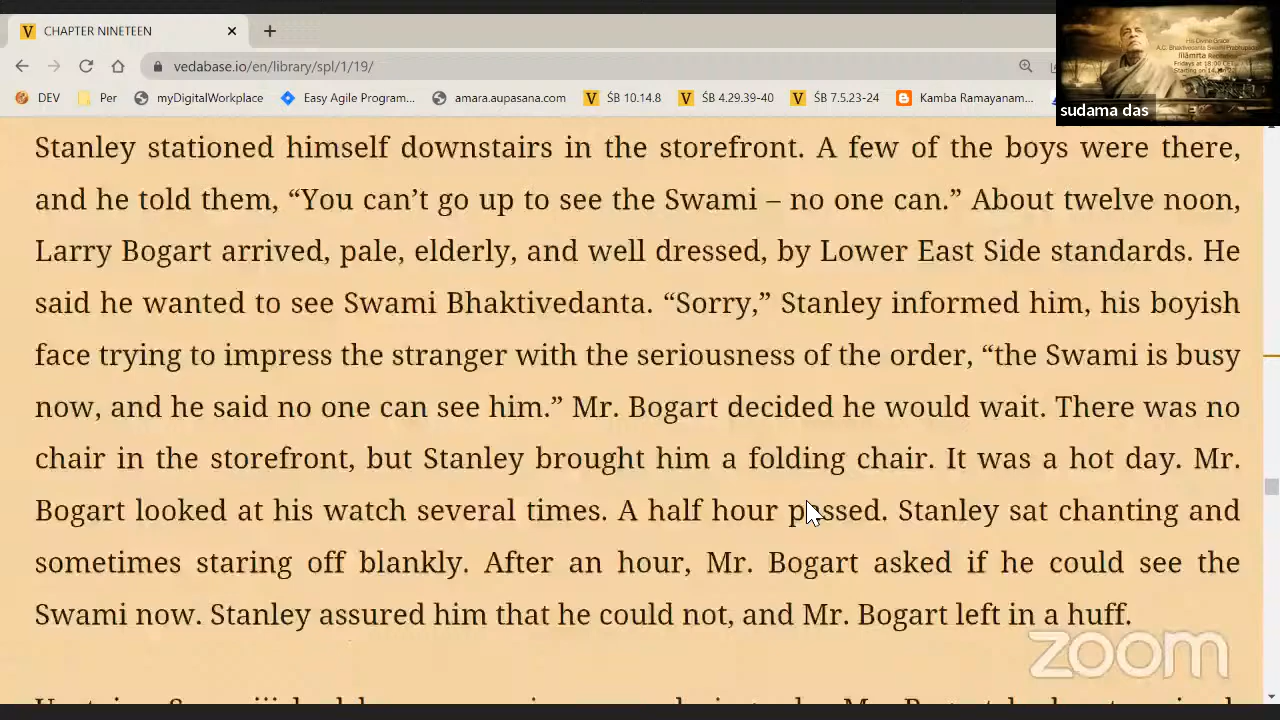 CHAPTER NINETEEN
vedabase.io/en/library/spl/1/19/
DEV Per myDigitalWorkplace Easy Agile Program... amara.aupasana.com ŚB 10.14.8 ŚB 4.29.39-40 ŚB 7.5.23-24 Kamba Ramayanam...
His Divine Grace
A.C. Bhaktivedanta Swami Prabhupada
sudama das
Stanley stationed himself downstairs in the storefront. A few of the boys were there,
and he told them, “You can’t go up to see the Swami – no one can.” About twelve noon,
Larry Bogart arrived, pale, elderly, and well dressed, by Lower East Side standards. He
said he wanted to see Swami Bhaktivedanta. “Sorry,” Stanley informed him, his boyish
face trying to impress the stranger with the seriousness of the order, “the Swami is busy
now, and he said no one can see him.” Mr. Bogart decided he would wait. There was no
chair in the storefront, but Stanley brought him a folding chair. It was a hot day. Mr.
Bogart looked at his watch several times. A half hour passed. Stanley sat chanting and
sometimes staring off blankly. After an hour, Mr. Bogart asked if he could see the
Swami now. Stanley assured him that he could not, and Mr. Bogart left in a huff.
zoom